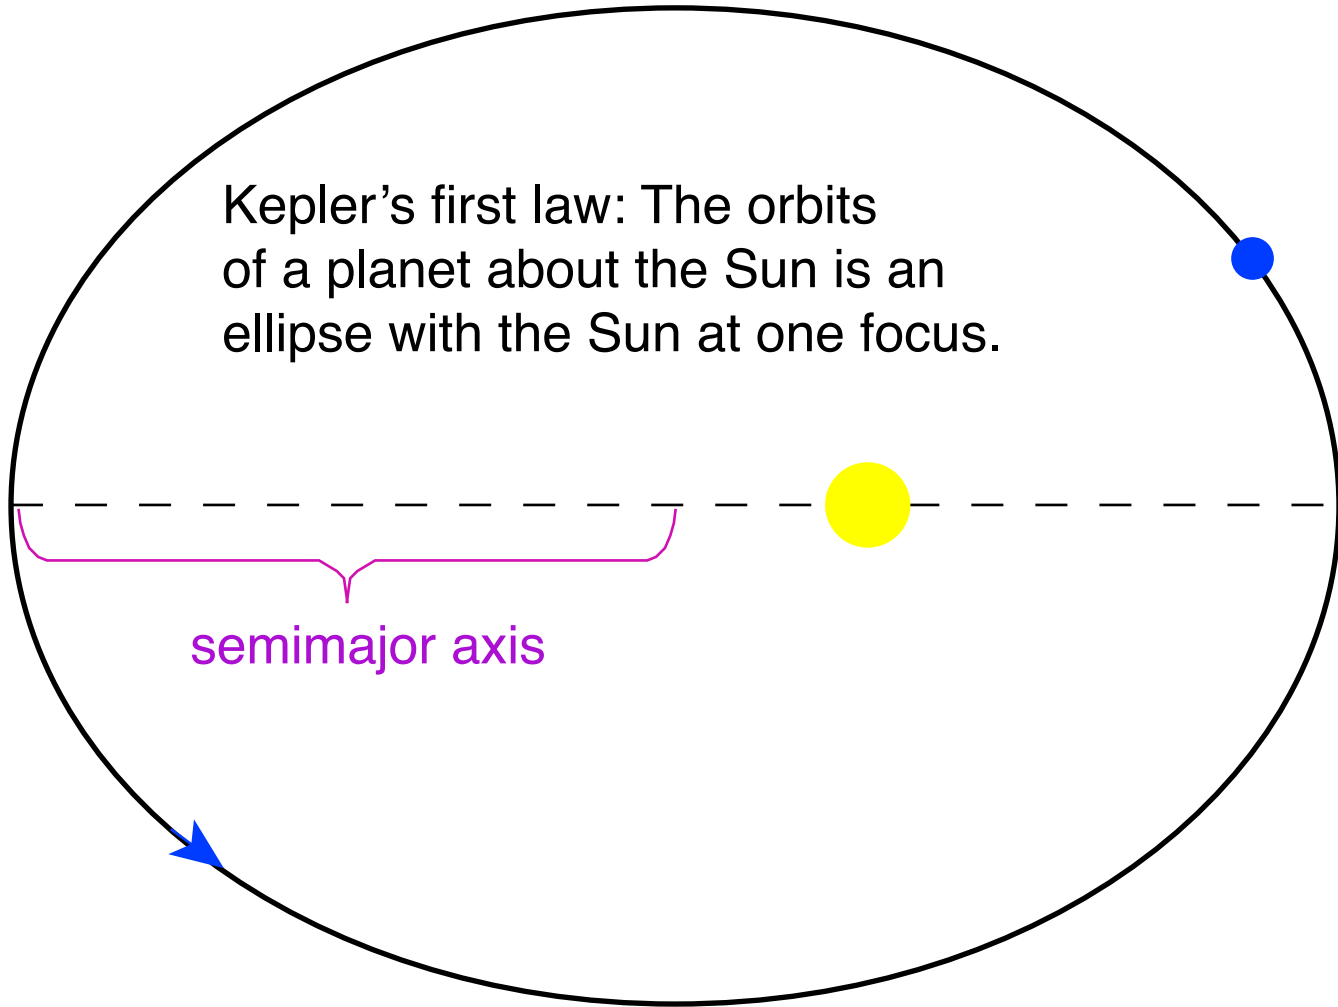 Kepler’s first law: The orbits
of a planet about the Sun is an
ellipse with the Sun at one focus.
semimajor axis